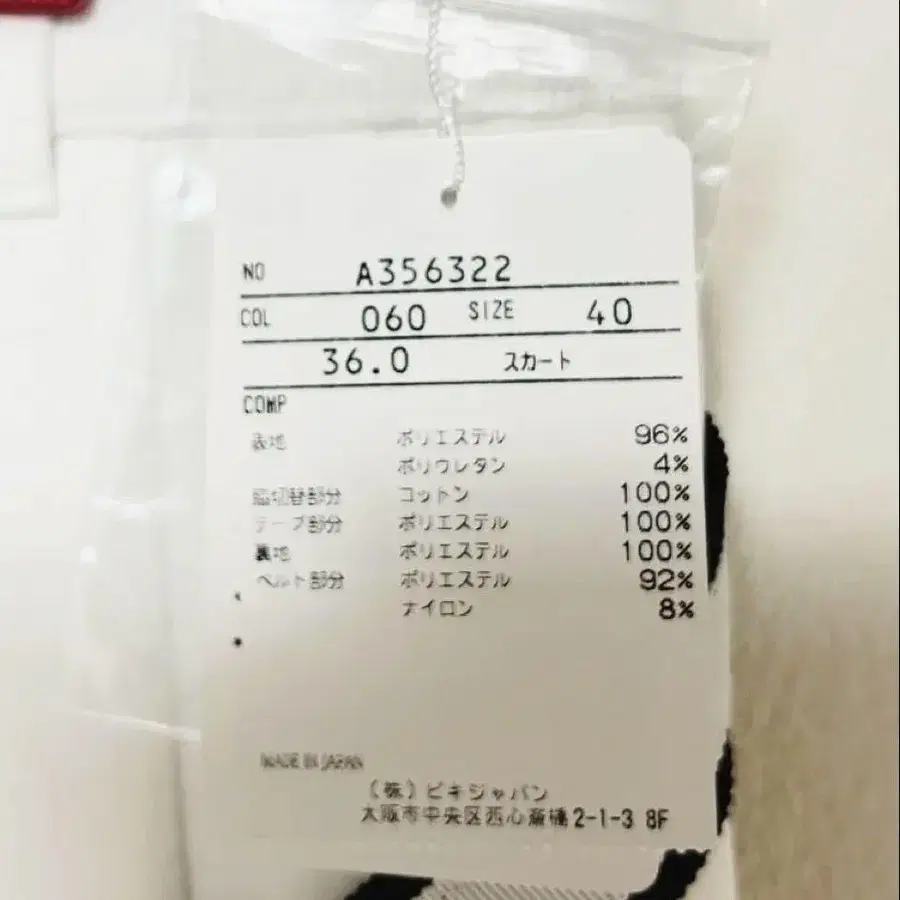 NO A356322
COL 060 SIZE 40
36.0 スカート
COMP
表地 ポリエステル 96%
ポリウレタン 4%
脇切替部分 コットン 100%
テープ部分 ポリエステル 100%
裏地 ポリエステル 100%
ベルト部分 ポリエステル 92%
ナイロン 8%
MADE IN JAPAN
(株)ピキジャパン
大阪市中央区西心斎橋2-1-3 8F